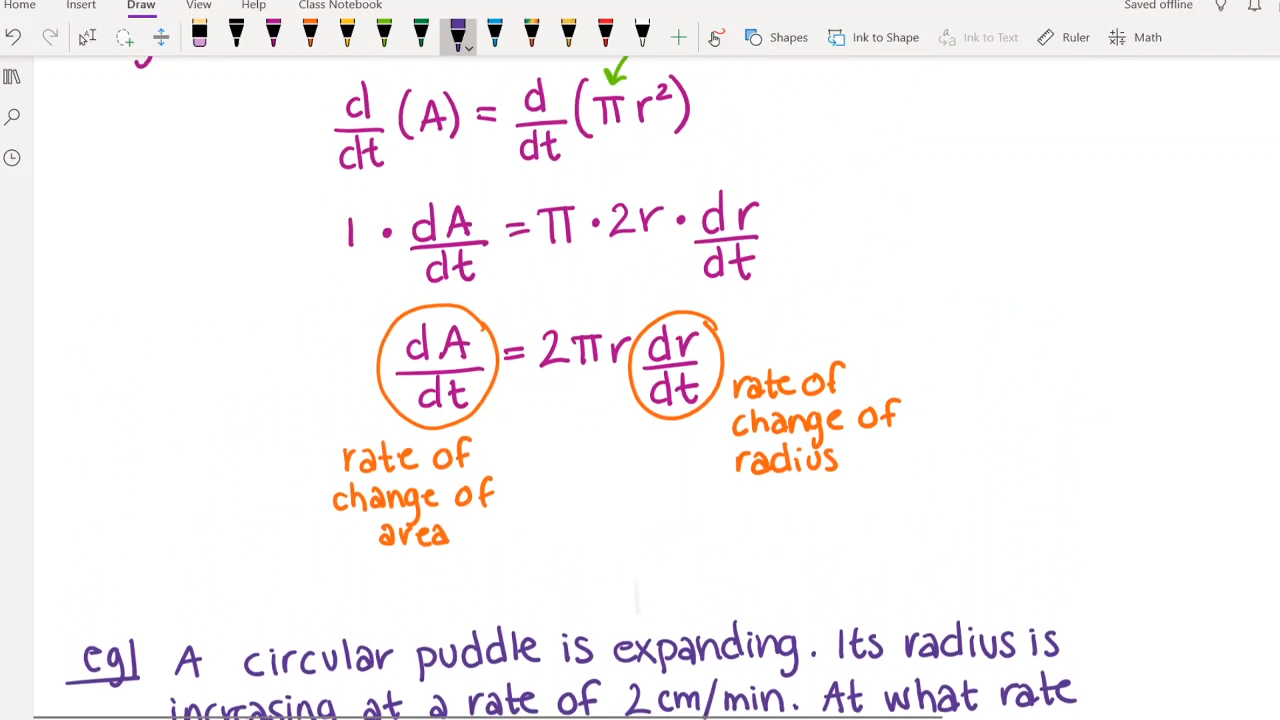 Home Insert Draw View Help Class Notebook Saved offline
Shapes Ink to Shape Ink to Text Ruler Math
d/dt (A) = d/dt (πr²)
1 · dA/dt = π · 2r · dr/dt
dA/dt = 2πr dr/dt
rate of change of radius
rate of change of area
eg1 A circular puddle is expanding. Its radius is
increasing at a rate of 2cm/min. At what rate